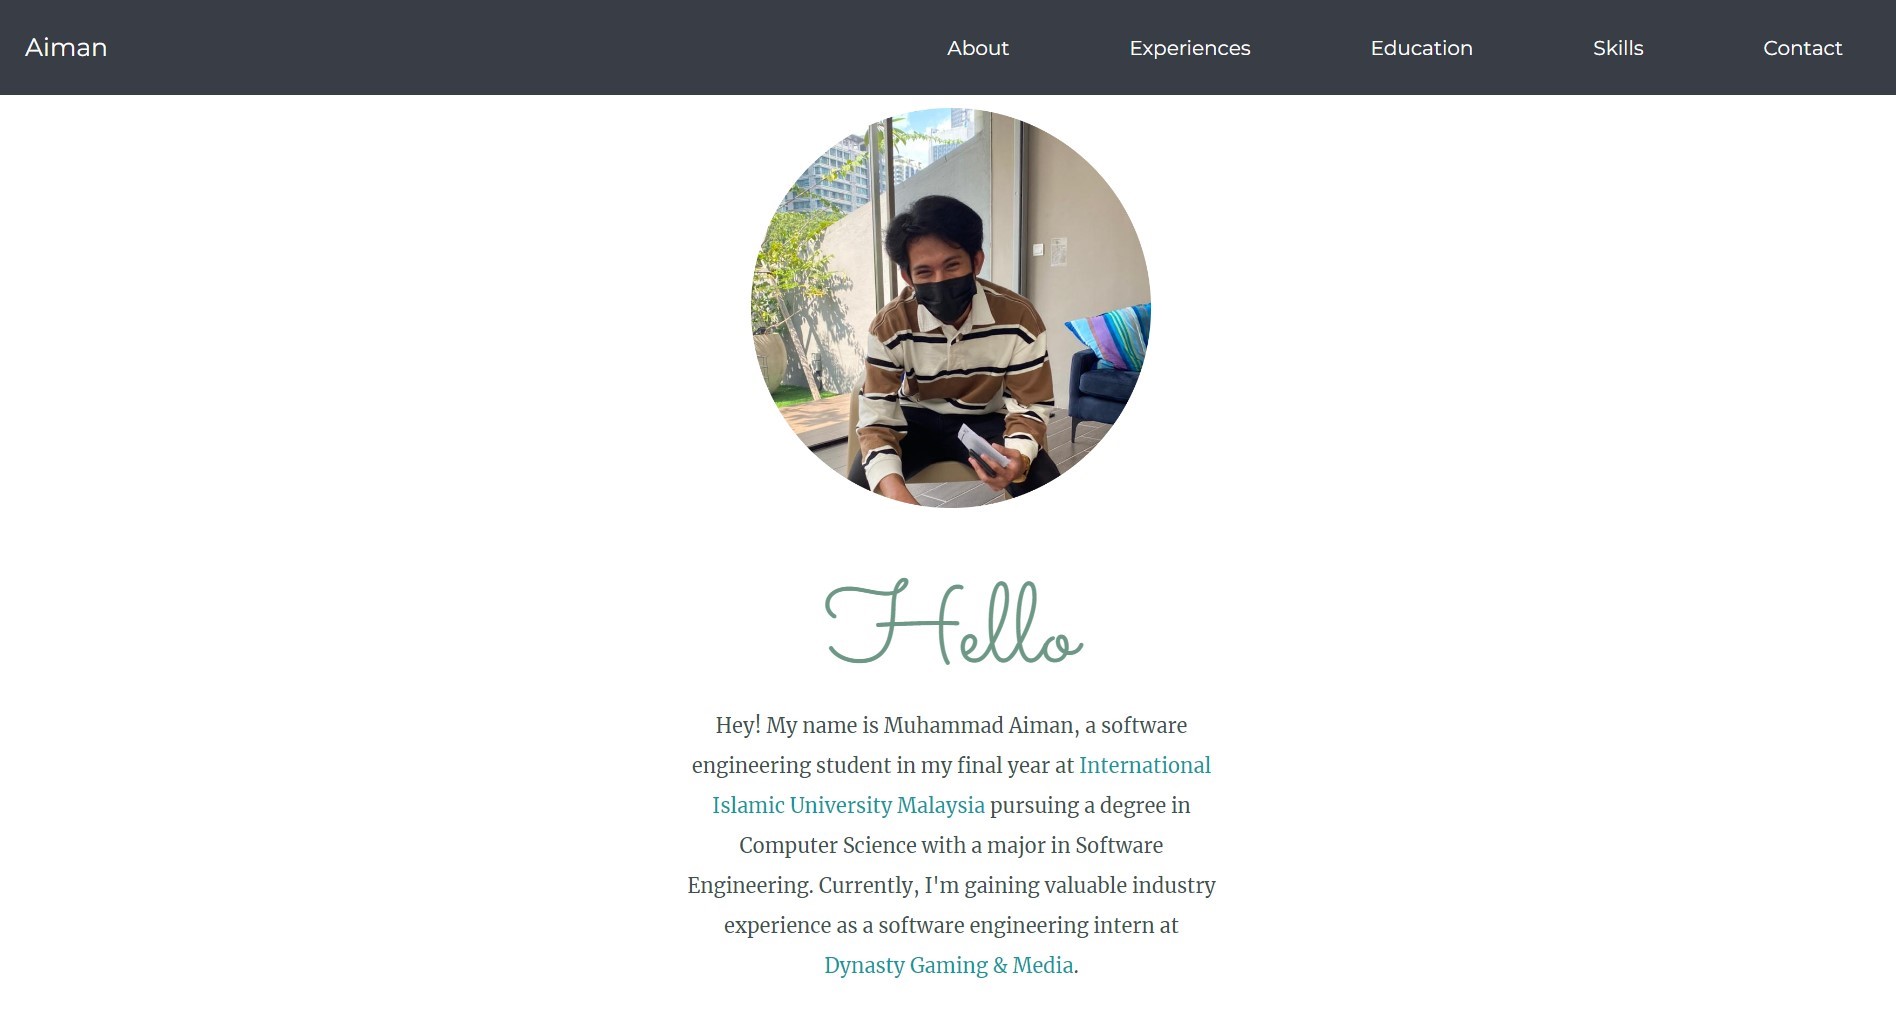 Aiman
About Experiences Education Skills Contact
Hello
Hey! My name is Muhammad Aiman, a software
engineering student in my final year at International
Islamic University Malaysia pursuing a degree in
Computer Science with a major in Software
Engineering. Currently, I'm gaining valuable industry
experience as a software engineering intern at
Dynasty Gaming & Media.